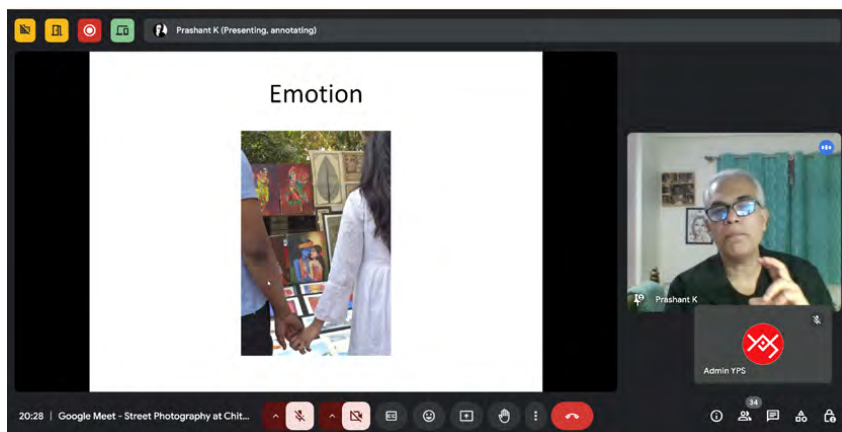 Prashant K (Presenting, annotating)
Emotion
Prashant K
Admin YPS
34
20:28 | Google Meet - Street Photography at Chit...